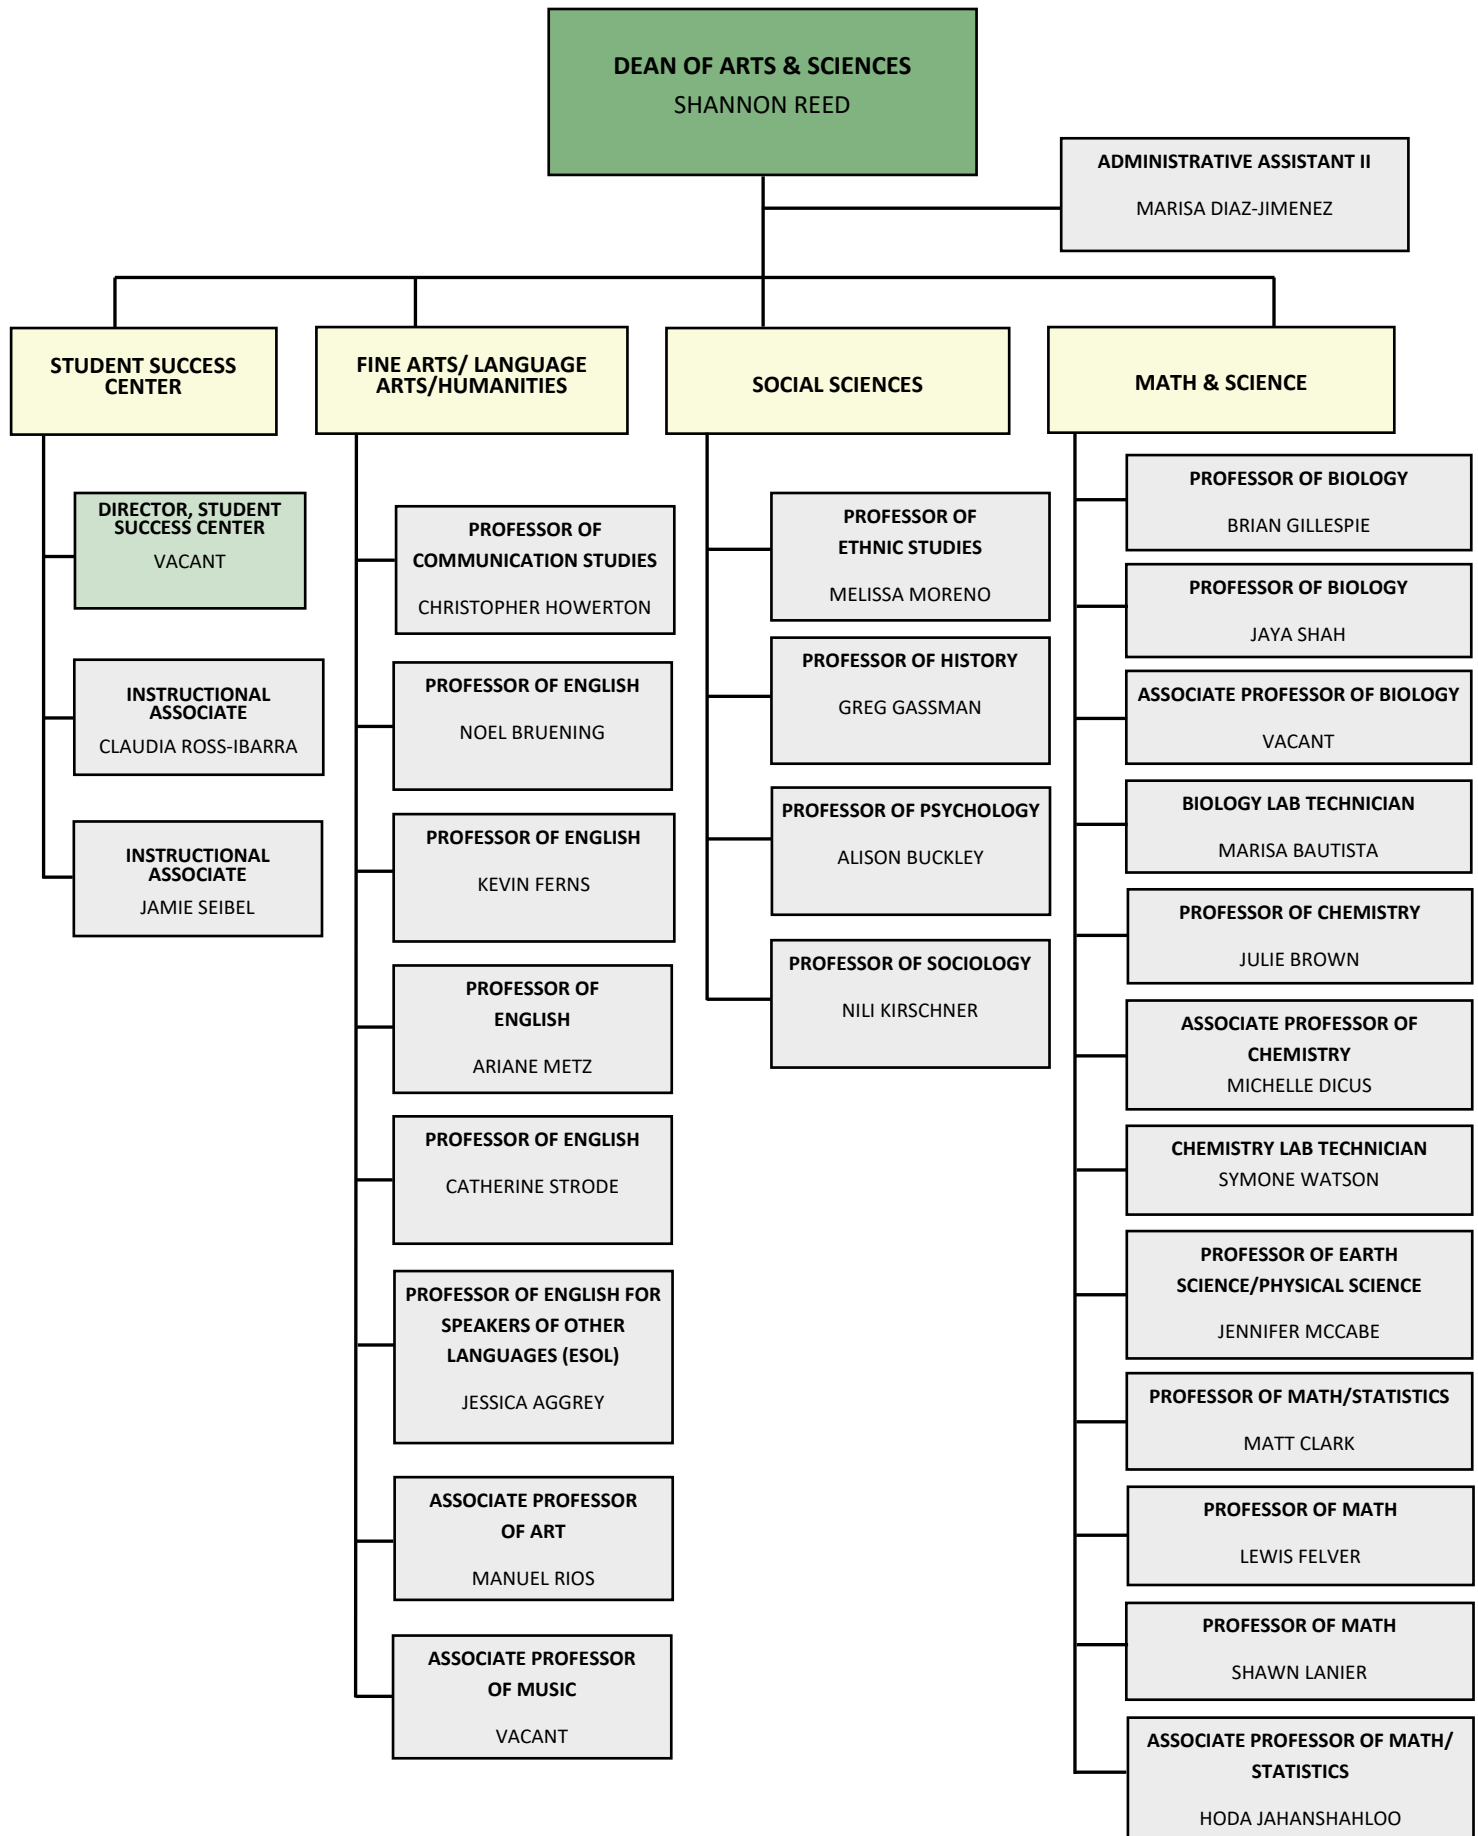 DEAN OF ARTS & SCIENCES
SHANNON REED
ADMINISTRATIVE ASSISTANT II
MARISA DIAZ-JIMENEZ
STUDENT SUCCESS
CENTER
DIRECTOR, STUDENT
SUCCESS CENTER
VACANT
INSTRUCTIONAL
ASSOCIATE
CLAUDIA ROSS-IBARRA
INSTRUCTIONAL
ASSOCIATE
JAMIE SEIBEL
FINE ARTS/ LANGUAGE
ARTS/HUMANITIES
PROFESSOR OF
COMMUNICATION STUDIES
CHRISTOPHER HOWERTON
PROFESSOR OF ENGLISH
NOEL BRUENING
PROFESSOR OF ENGLISH
KEVIN FERNS
PROFESSOR OF
ENGLISH
ARIANE METZ
PROFESSOR OF ENGLISH
CATHERINE STRODE
PROFESSOR OF ENGLISH FOR
SPEAKERS OF OTHER
LANGUAGES (ESOL)
JESSICA AGGREY
ASSOCIATE PROFESSOR
OF ART
MANUEL RIOS
ASSOCIATE PROFESSOR
OF MUSIC
VACANT
SOCIAL SCIENCES
PROFESSOR OF
ETHNIC STUDIES
MELISSA MORENO
PROFESSOR OF HISTORY
GREG GASSMAN
PROFESSOR OF PSYCHOLOGY
ALISON BUCKLEY
PROFESSOR OF SOCIOLOGY
NILI KIRSCHNER
MATH & SCIENCE
PROFESSOR OF BIOLOGY
BRIAN GILLESPIE
PROFESSOR OF BIOLOGY
JAYA SHAH
ASSOCIATE PROFESSOR OF BIOLOGY
VACANT
BIOLOGY LAB TECHNICIAN
MARISA BAUTISTA
PROFESSOR OF CHEMISTRY
JULIE BROWN
ASSOCIATE PROFESSOR OF
CHEMISTRY
MICHELLE DICUS
CHEMISTRY LAB TECHNICIAN
SYMONE WATSON
PROFESSOR OF EARTH
SCIENCE/PHYSICAL SCIENCE
JENNIFER MCCABE
PROFESSOR OF MATH/STATISTICS
MATT CLARK
PROFESSOR OF MATH
LEWIS FELVER
PROFESSOR OF MATH
SHAWN LANIER
ASSOCIATE PROFESSOR OF MATH/
STATISTICS
HODA JAHANSHAHLOO